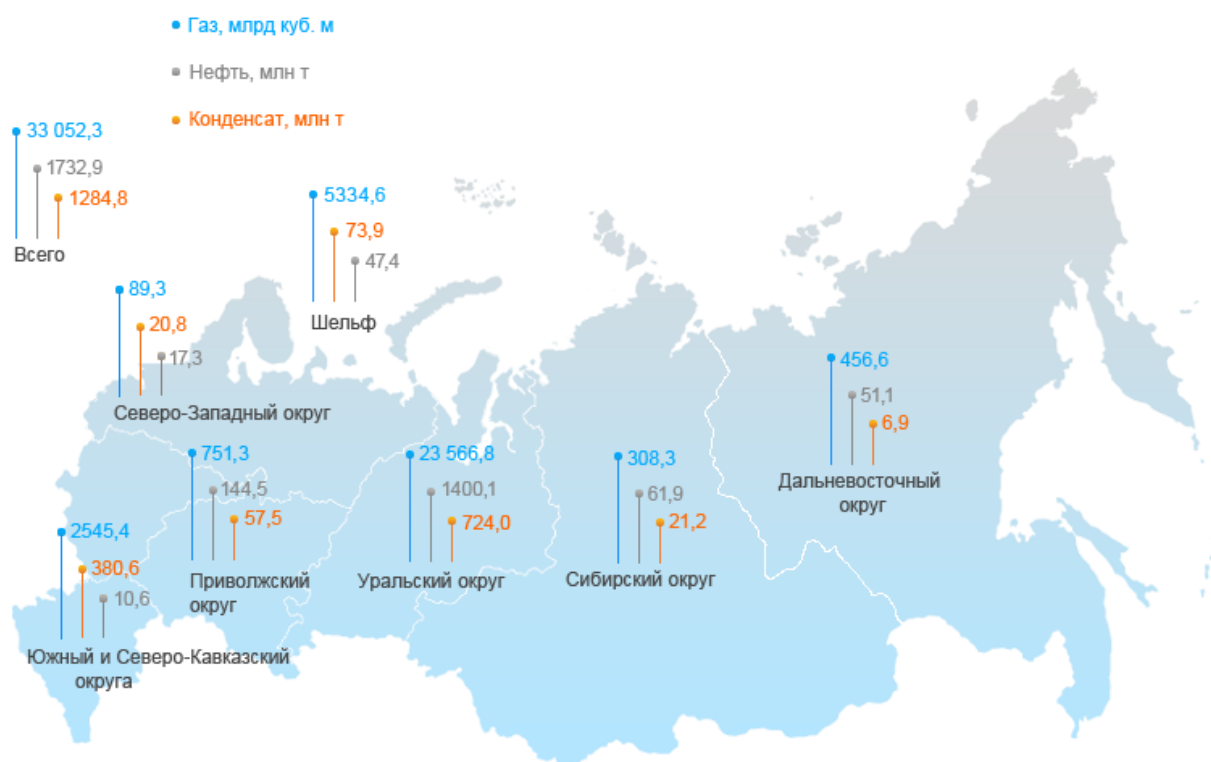 Газ, млрд куб. м
Нефть, млн т
Конденсат, млн т
33 052,3
1732,9
1284,8
Всего
5334,6
73,9
47,4
Шельф
89,3
20,8
17,3
Северо-Западный округ
456,6
51,1
6,9
Дальневосточный
округ
751,3
144,5
57,5
Приволжский
округ
23 566,8
1400,1
724,0
Уральский округ
308,3
61,9
21,2
Сибирский округ
2545,4
380,6
10,6
Южный и Северо-Кавказский
округа